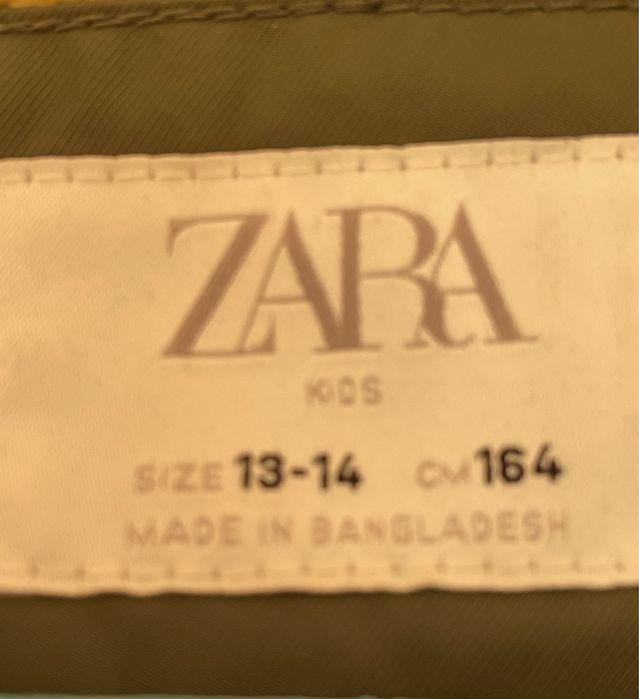 ZARA
KIDS
SIZE 13-14 CM 164
MADE IN BANGLADESH